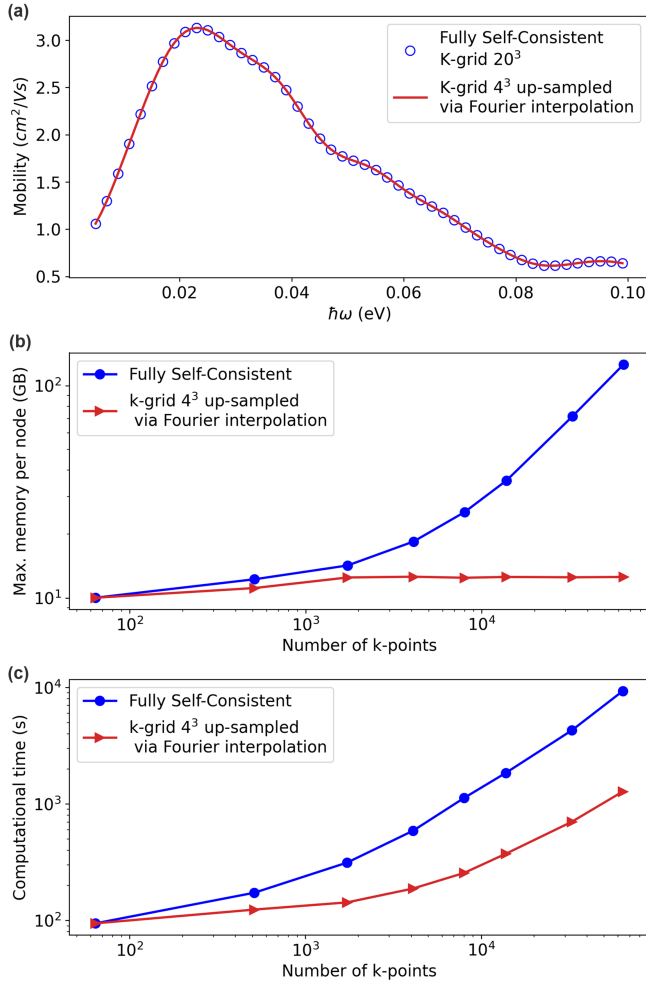 (a)
Mobility (cm²/Vs)
3.0
2.5
2.0
1.5
1.0
0.5
Fully Self-Consistent
K-grid 20³
K-grid 4³ up-sampled
via Fourier interpolation
0.02
0.04
0.06
0.08
0.10
ħω (eV)
(b)
Max. memory per node (GB)
10²
10¹
Fully Self-Consistent
k-grid 4³ up-sampled
via Fourier interpolation
10²
10³
10⁴
Number of k-points
(c)
Computational time (s)
10⁴
10³
10²
Fully Self-Consistent
k-grid 4³ up-sampled
via Fourier interpolation
10²
10³
10⁴
Number of k-points